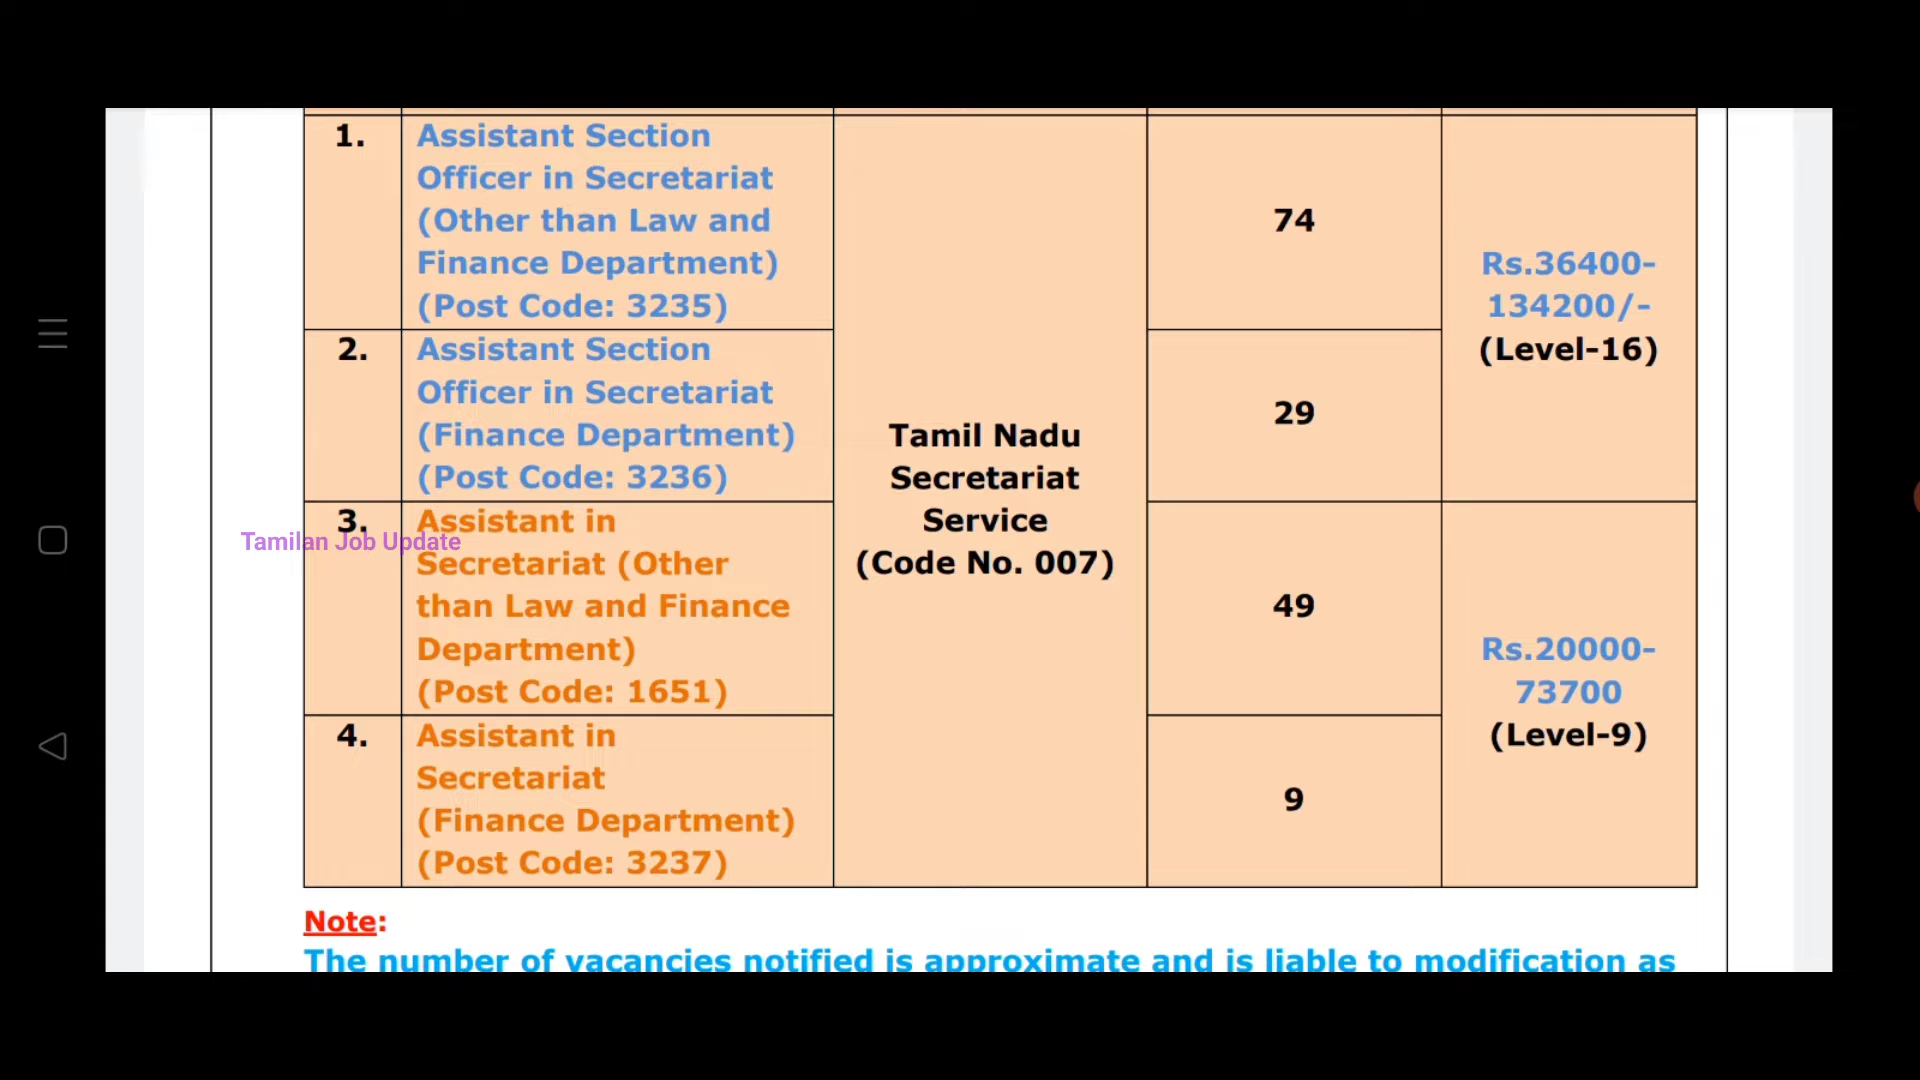 1.
Assistant Section
Officer in Secretariat
(Other than Law and
Finance Department)
(Post Code: 3235)
74
Rs.36400-
134200/-
(Level-16)
2.
Assistant Section
Officer in Secretariat
(Finance Department)
(Post Code: 3236)
29
Tamil Nadu
Secretariat
Service
(Code No. 007)
3.
Assistant in
Secretariat (Other
than Law and Finance
Department)
(Post Code: 1651)
49
Rs.20000-
73700
(Level-9)
4.
Assistant in
Secretariat
(Finance Department)
(Post Code: 3237)
9
Tamilan Job Update
Note:
The number of vacancies notified is approximate and is liable to modification as